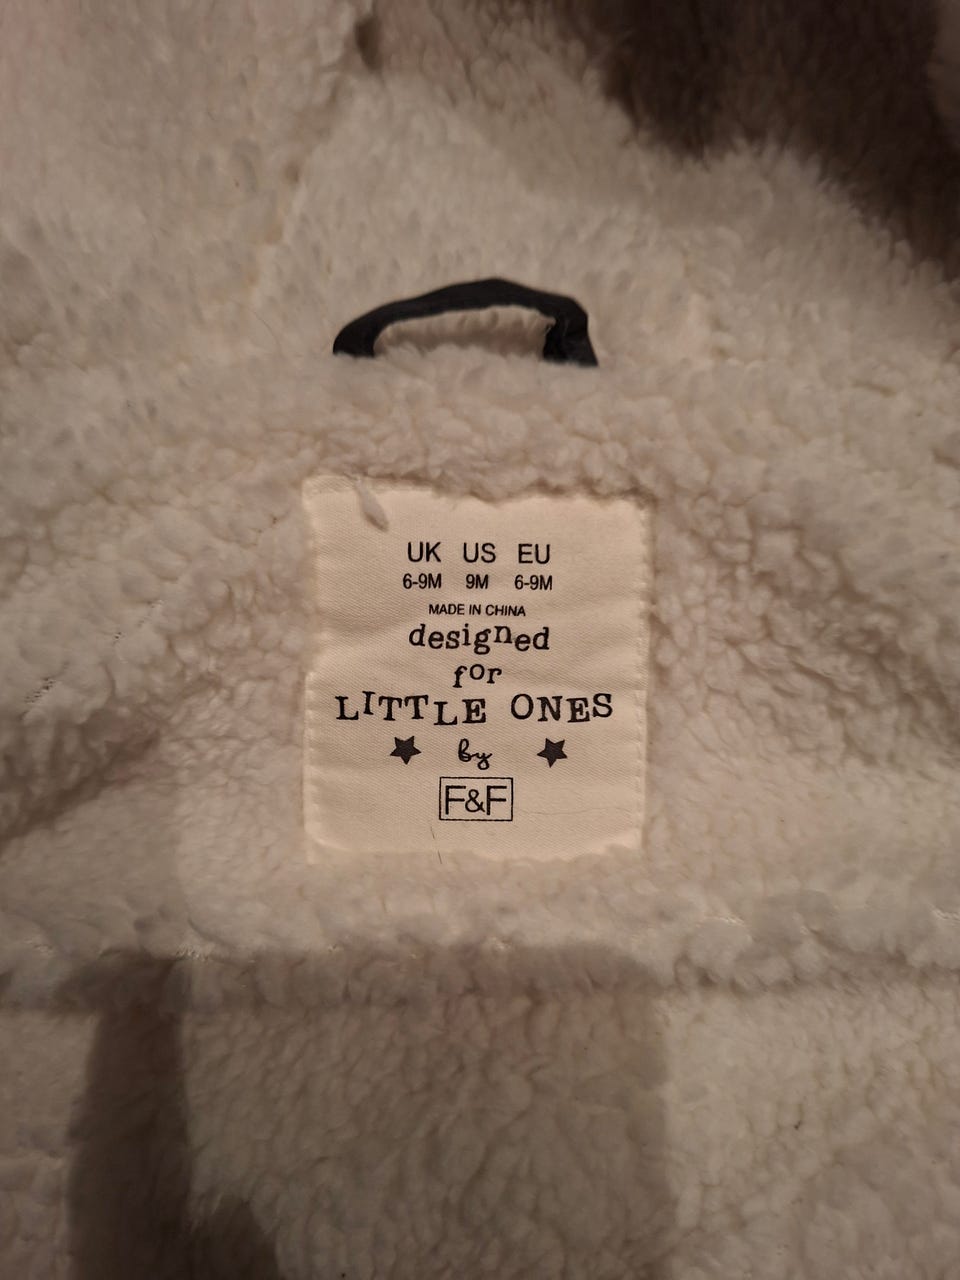 UK US EU
6-9M 9M 6-9M
MADE IN CHINA
designed
for
LITTLE ONES
by
F&F